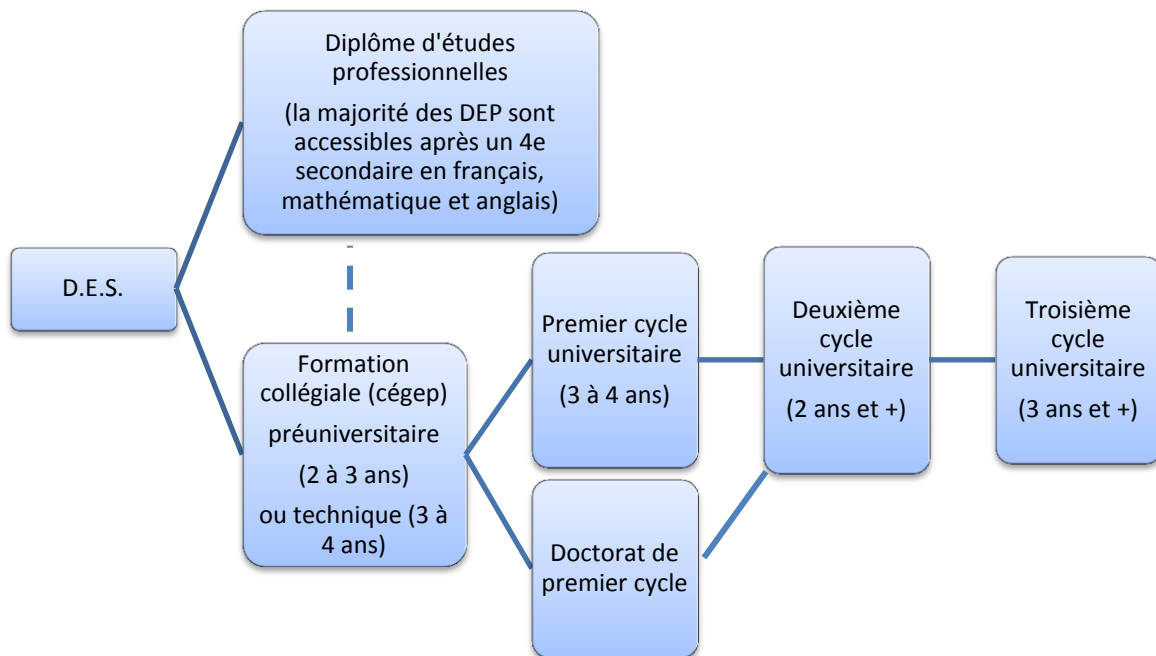 Diplôme d'études
professionnelles
(la majorité des DEP sont
accessibles après un 4e
secondaire en français,
mathématique et anglais)
D.E.S.
Formation
collégiale (cégep)
préuniversitaire
(2 à 3 ans)
ou technique (3 à
4 ans)
Premier cycle
universitaire
(3 à 4 ans)
Doctorat de
premier cycle
Deuxième
cycle
universitaire
(2 ans et +)
Troisième
cycle
universitaire
(3 ans et +)